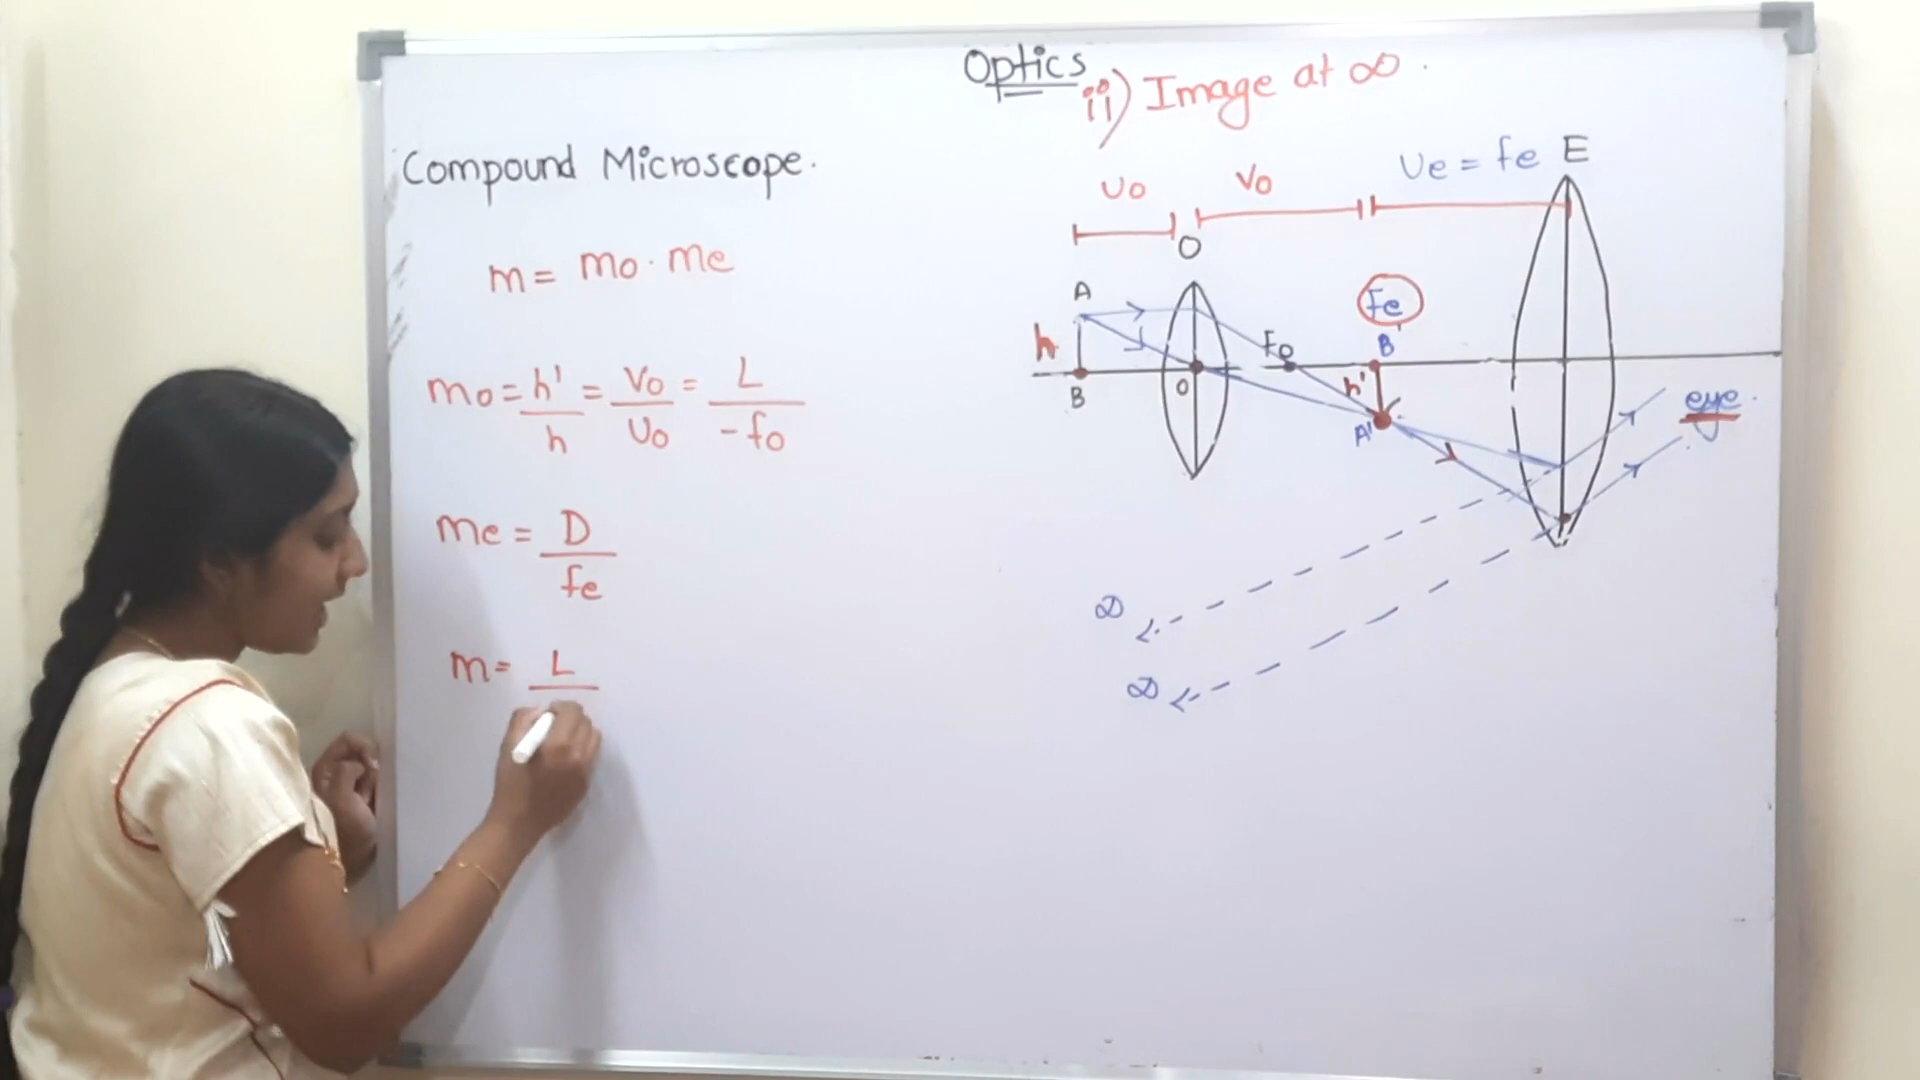 Optics
ii) Image at ∞.
Compound Microscope.
m = mo · me
mo = h'/h = vo/uo = L/-fo
me = D/fe
m = L
uo
vo
ve = fe
E
O
A
Fe
h
Fo
B'
B
O
h'
A'
eye.
∞
∞